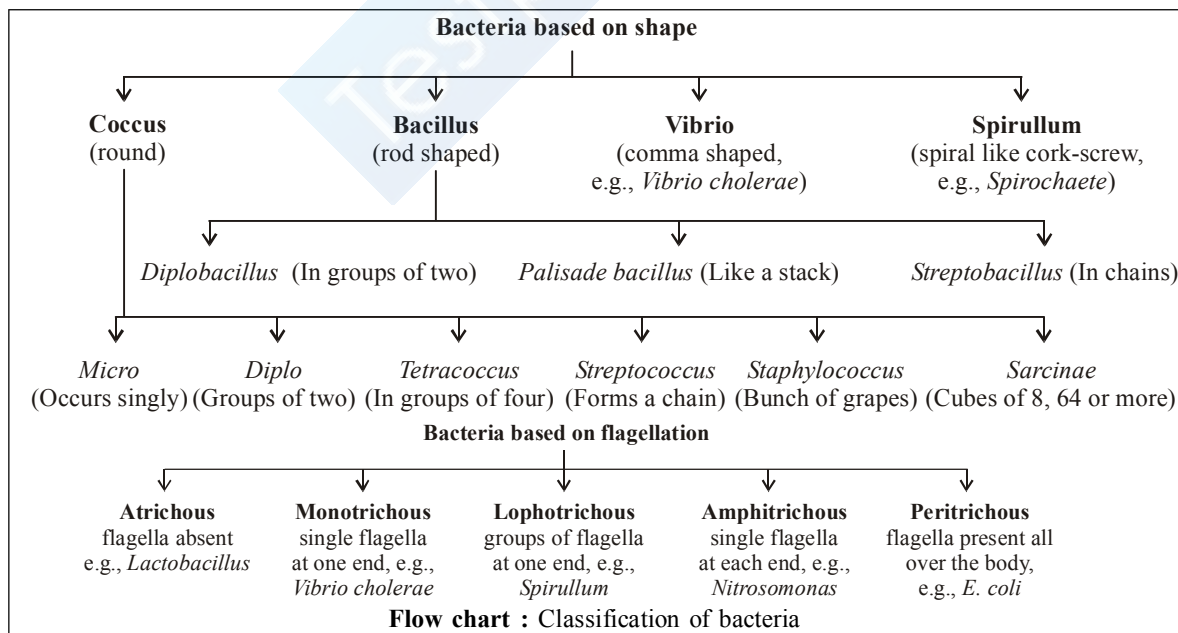 Bacteria based on shape
Coccus
(round)
Bacillus
(rod shaped)
Vibrio
(comma shaped,
e.g., Vibrio cholerae)
Spirullum
(spiral like cork-screw,
e.g., Spirochaete)
Diplobacillus (In groups of two)
Palisade bacillus (Like a stack)
Streptobacillus (In chains)
Micro
(Occurs singly)
Diplo
(Groups of two)
Tetracoccus
(In groups of four)
Streptococcus
(Forms a chain)
Staphylococcus
(Bunch of grapes)
Sarcinae
(Cubes of 8, 64 or more)
Bacteria based on flagellation
Atrichous
flagella absent
e.g., Lactobacillus
Monotrichous
single flagella
at one end, e.g.,
Vibrio cholerae
Lophotrichous
groups of flagella
at one end, e.g.,
Spirullum
Amphitrichous
single flagella
at each end, e.g.,
Nitrosomonas
Peritrichous
flagella present all
over the body,
e.g., E. coli
Flow chart : Classification of bacteria